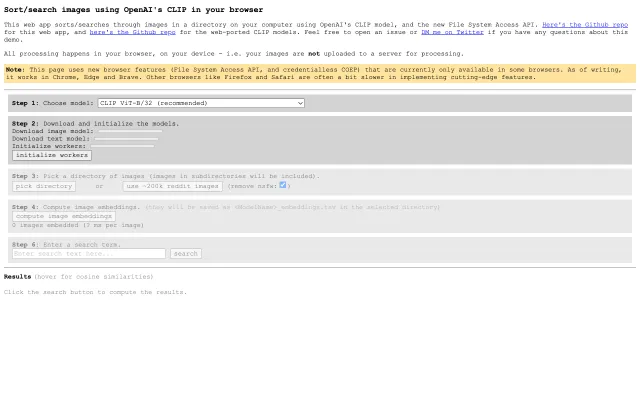 Sort/search images using OpenAI's CLIP in your browser
This web app sorts/searches through images in a directory on your computer using OpenAI's CLIP model, and the new File System Access API. Here's the Github repo
for this web app, and here's the Github repo for the web-ported CLIP models. Feel free to open an issue or DM me on Twitter if you have any questions about this
demo.
All processing happens in your browser, on your device - i.e. your images are not uploaded to a server for processing.
Note: This page uses new browser features (File System Access API, and credentialless COEP) that are currently only available in some browsers. As of writing,
it works in Chrome, Edge and Brave. Other browsers like Firefox and Safari are often a bit slower in implementing cutting-edge features.
Step 1: Choose model: CLIP ViT-B/32 (recommended)
Step 2: Download and initialize the models.
Download image model:
Download text model:
Initialize workers:
initialize workers
Step 3: Pick a directory of images (images in subdirectories will be included).
pick directory or use ~200k reddit images (remove nsfw: )
Step 4: Compute image embeddings. (they will be saved as <ModelName>_embeddings.tsv in the selected directory)
compute image embeddings
0 images embedded (? ms per image)
Step 5: Enter a search term.
Enter search text here... search
Results (hover for cosine similarities)
Click the search button to compute the results.